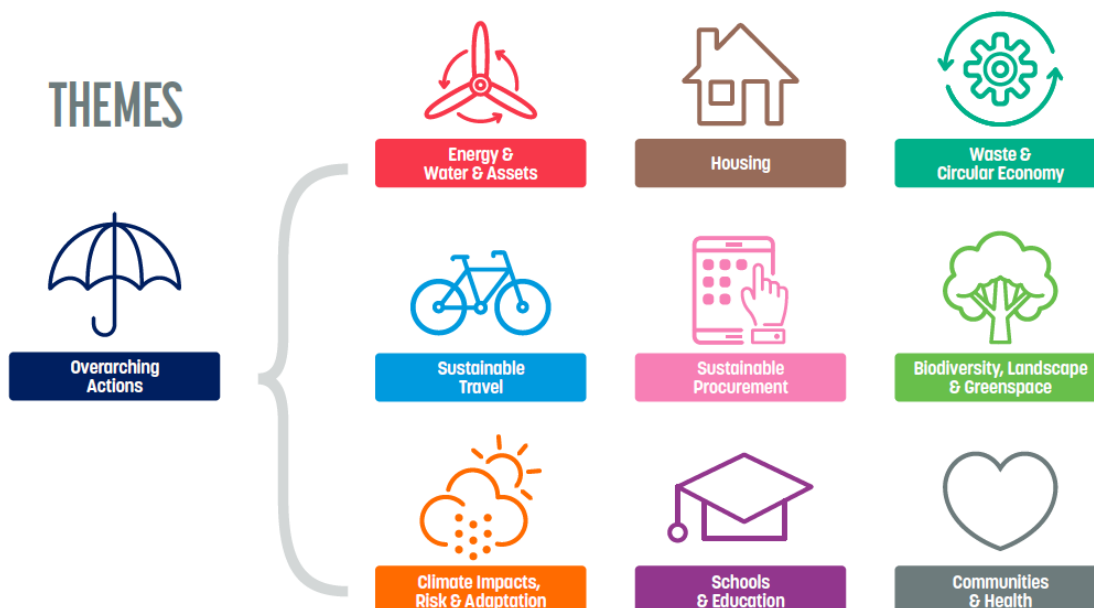 THEMES
Energy &
Water & Assets
Housing
Waste &
Circular Economy
Overarching
Actions
Sustainable
Travel
Sustainable
Procurement
Biodiversity, Landscape
& Greenspace
Climate Impacts,
Risk & Adaptation
Schools
& Education
Communities
& Health